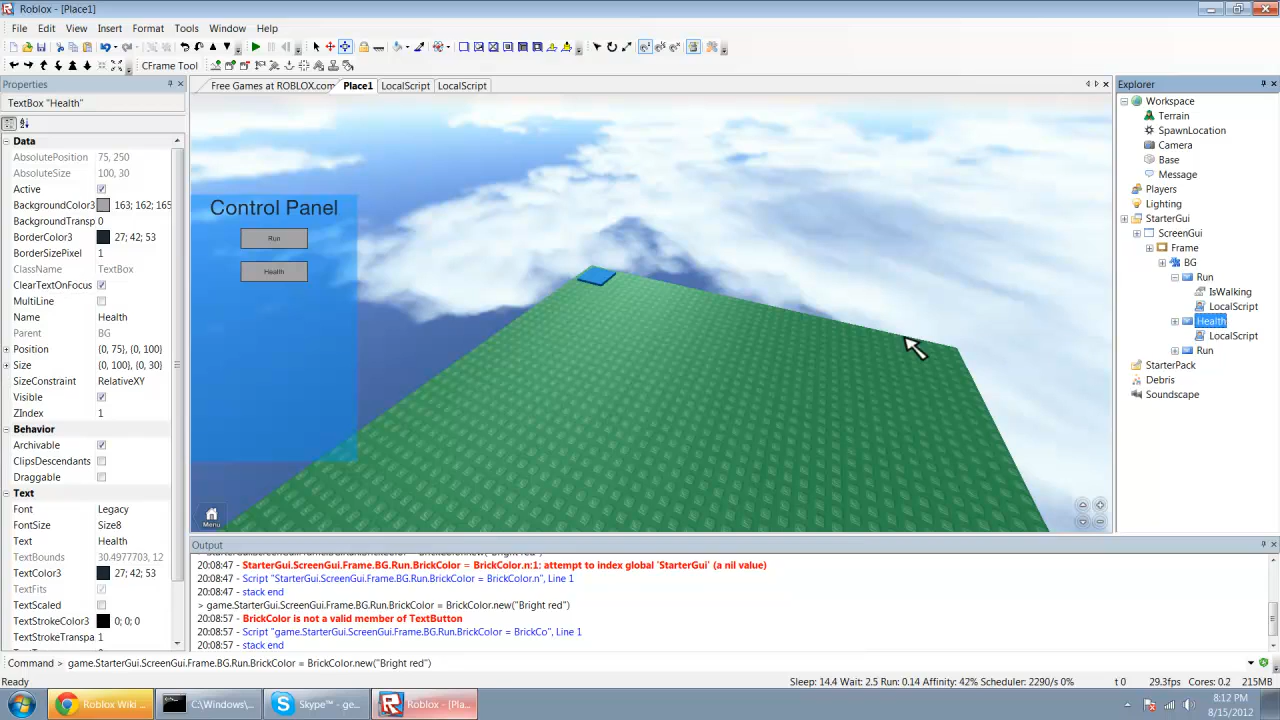 Roblox - [Place1]
File Edit View Insert Format Tools Window Help
CFrame Tool
Properties
TextBox "Health"
Data
AbsolutePosition 75, 250
AbsoluteSize 100, 30
Active
BackgroundColor3 163; 162; 165
BackgroundTransp 0
BorderColor3 27; 42; 53
BorderSizePixel 1
ClassName TextBox
ClearTextOnFocus
MultiLine
Name Health
Parent BG
Position {0, 75}, {0, 100}
Size {0, 100}, {0, 30}
SizeConstraint RelativeXY
Visible
ZIndex 1
Behavior
Archivable
ClipsDescendants
Draggable
Text
Font Legacy
FontSize Size8
Text Health
TextBounds 30.4977703, 12
TextColor3 27; 42; 53
TextFits
TextScaled
TextStrokeColor3 0; 0; 0
TextStrokeTranspa 1
Free Games at ROBLOX.com Place1 LocalScript LocalScript
Control Panel
Run
Health
Menu
Explorer
Workspace
Terrain
SpawnLocation
Camera
Base
Message
Players
Lighting
StarterGui
ScreenGui
Frame
BG
Run
IsWalking
LocalScript
Health
LocalScript
Run
StarterPack
Debris
Soundscape
Output
20:08:47 - StarterGui.ScreenGui.Frame.BG.Run.BrickColor = BrickColor.n:1: attempt to index global 'StarterGui' (a nil value)
20:08:47 - Script "StarterGui.ScreenGui.Frame.BG.Run.BrickColor = BrickColor.n", Line 1
20:08:47 - stack end
> game.StarterGui.ScreenGui.Frame.BG.Run.BrickColor = BrickColor.new("Bright red")
20:08:57 - BrickColor is not a valid member of TextButton
20:08:57 - Script "game.StarterGui.ScreenGui.Frame.BG.Run.BrickColor = BrickCo", Line 1
20:08:57 - stack end
Command > game.StarterGui.ScreenGui.Frame.BG.Run.BrickColor = BrickColor.new("Bright red")
Ready
Sleep: 14.4 Wait: 2.5 Run: 0.14 Affinity: 42% Scheduler: 2290/s 0% t 0 29.3fps Cores: 0.2 215MB
Roblox Wiki ... C:\Windows\... Skype™ - ge... Roblox - [Pla...
8:12 PM
8/15/2012